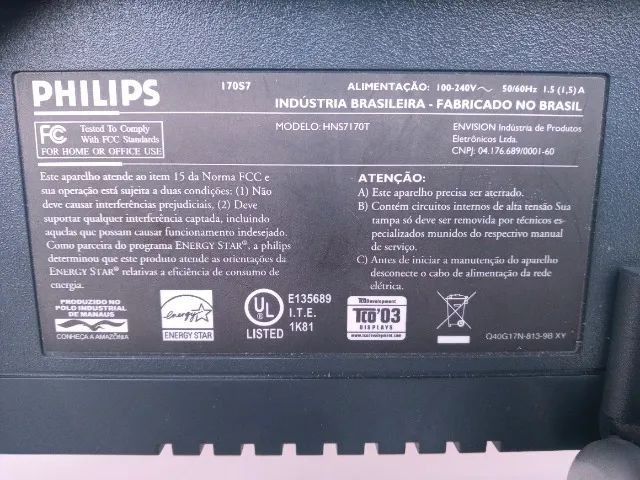 PHILIPS
170S7
ALIMENTAÇÃO: 100-240V～ 50/60Hz 1.5 (1,5) A
INDÚSTRIA BRASILEIRA - FABRICADO NO BRASIL
FC Tested To Comply
With FCC Standards
FOR HOME OR OFFICE USE
MODELO: HNS7170T
ENVISION Indústria de Produtos
Eletrônicos Ltda.
CNPJ: 04.176.689/0001-60
Este aparelho atende ao item 15 da Norma FCC e
sua operação está sujeita a duas condições: (1) Não
deve causar interferências prejudiciais, (2) Deve
suportar qualquer interferência captada, incluindo
aquelas que possam causar funcionamento indesejado.
Como parceira do programa ENERGY STAR®, a philips
determinou que este produto atende as orientações da
ENERGY STAR® relativas a eficiência de consumo de
energia.
ATENÇÃO:
A) Este aparelho precisa ser aterrado.
B) Contém circuitos internos de alta tensão Sua
tampa só deve ser removida por técnicos es-
pecializados munidos do respectivo manual
de serviço.
C) Antes de iniciar a manutenção do aparelho
desconecte o cabo de alimentação da rede
elétrica.
PRODUZIDO NO
POLO INDUSTRIAL
DE MANAUS
CONHEÇA A AMAZÔNIA
energy
ENERGY STAR
UL
LISTED
E135689
I.T.E.
1K81
TCO Development
TCO'03
DISPLAYS
www.tcodevelopment.com
Q40G17N-813-9B XY